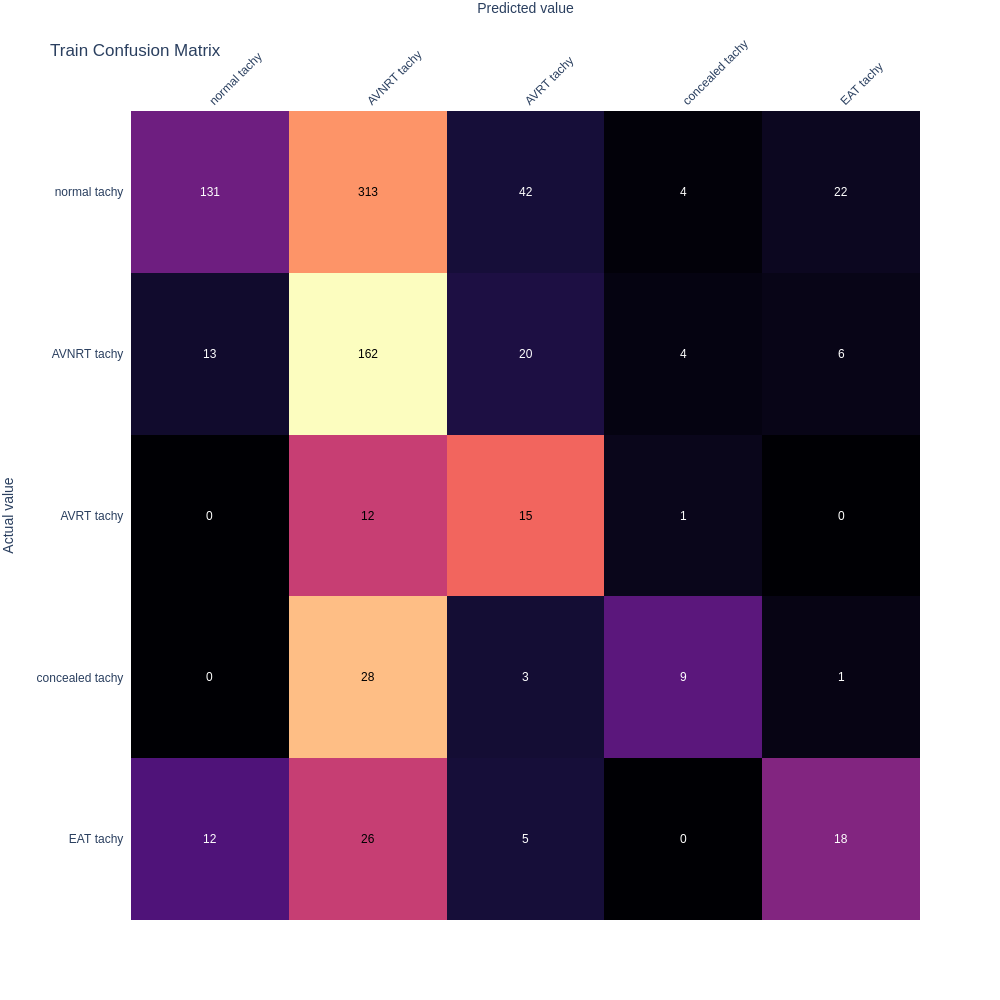 Predicted value
Train Confusion Matrix
normal tachy AVNRT tachy AVRT tachy concealed tachy EAT tachy
normal tachy 131 313 42 4 22
AVNRT tachy 13 162 20 4 6
Actual value
AVRT tachy 0 12 15 1 0
concealed tachy 0 28 3 9 1
EAT tachy 12 26 5 0 18